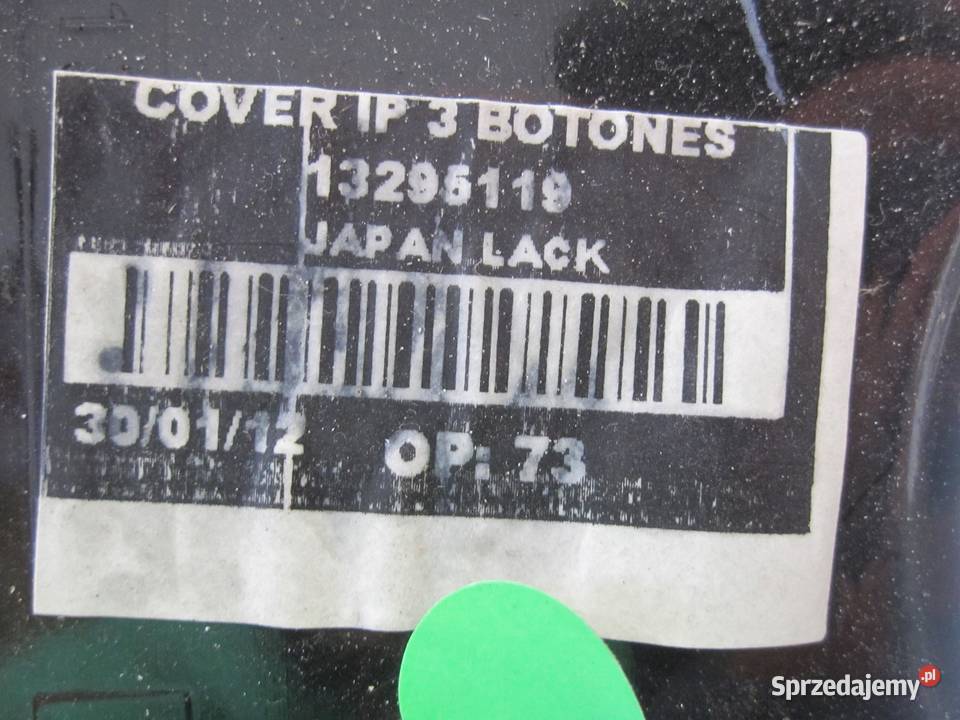 COVER IP 3 BOTONES
13295119
JAPAN LACK
30/01/12 OP: 73
Sprzedajemy.pl